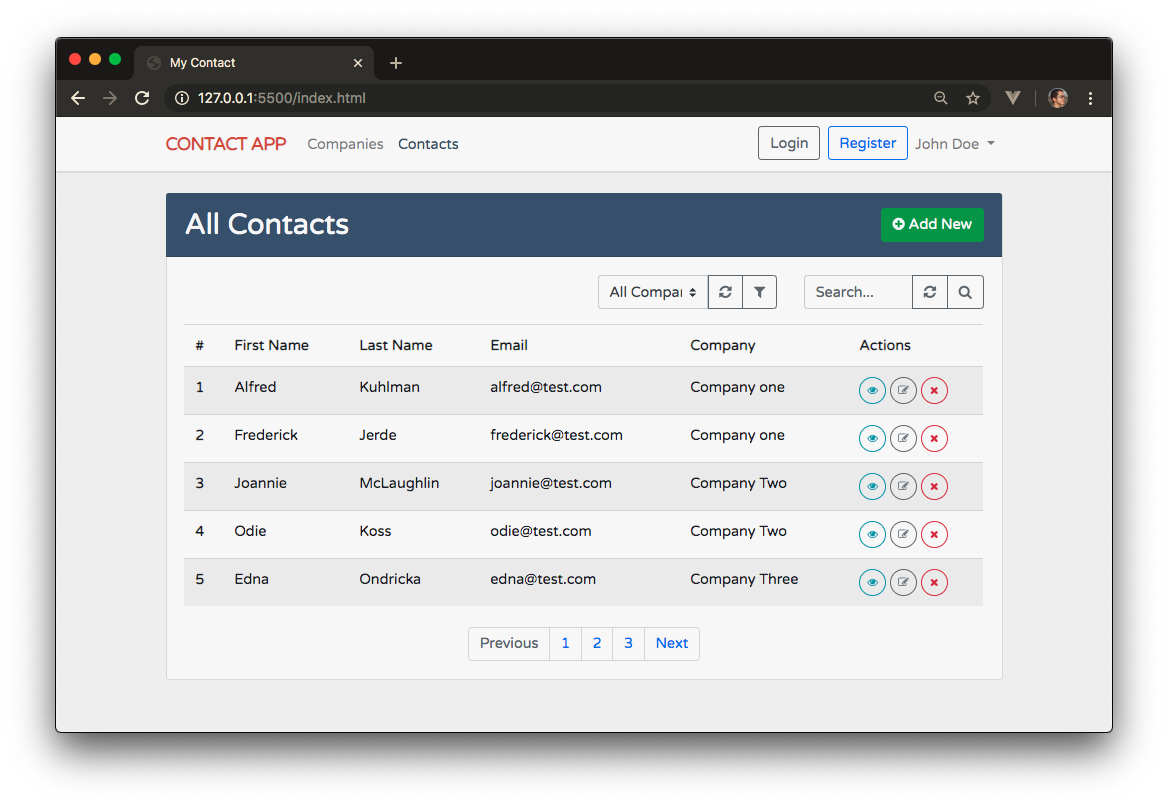 My Contact
127.0.0.1:5500/index.html
CONTACT APP Companies Contacts Login Register John Doe
All Contacts Add New
All Compar Search...
# First Name Last Name Email Company Actions
1 Alfred Kuhlman alfred@test.com Company one
2 Frederick Jerde frederick@test.com Company one
3 Joannie McLaughlin joannie@test.com Company Two
4 Odie Koss odie@test.com Company Two
5 Edna Ondricka edna@test.com Company Three
Previous 1 2 3 Next